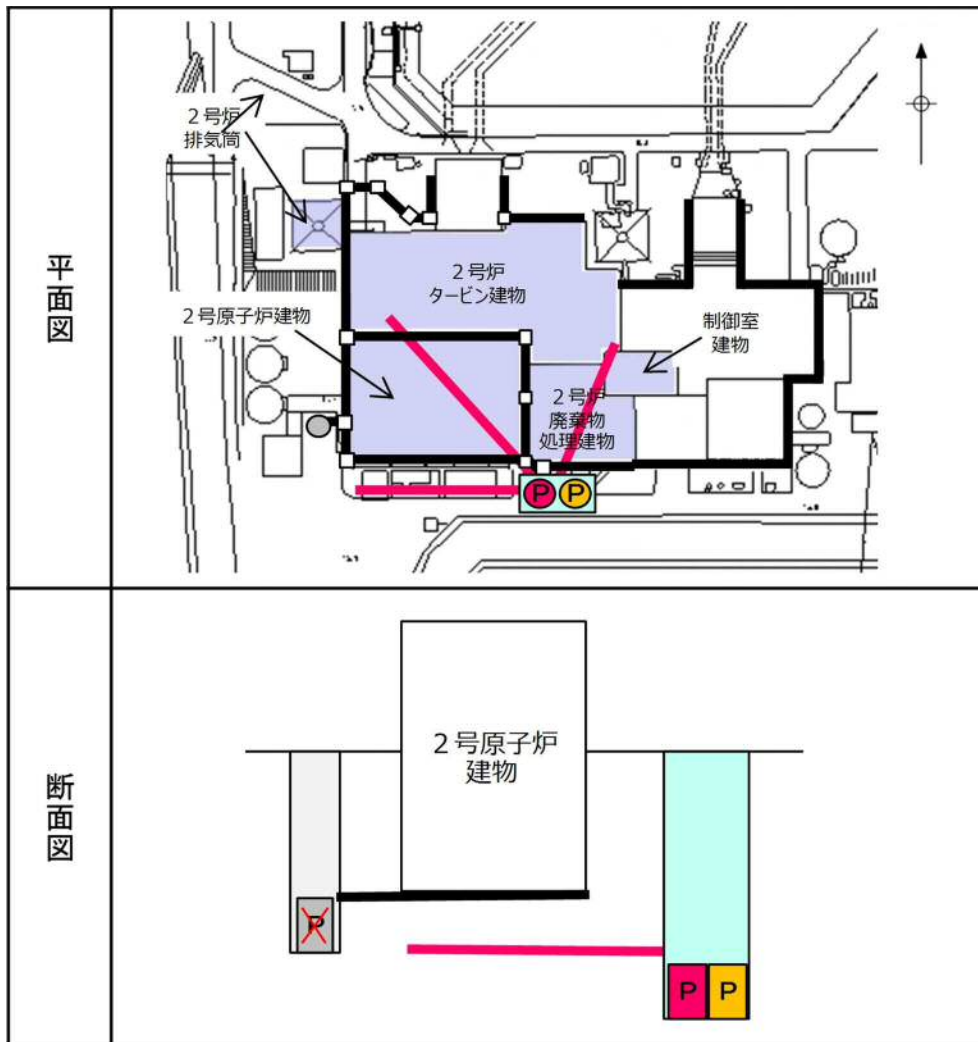 平面図
2号炉
排気筒
2号炉
タービン建物
2号原子炉建物
制御室
建物
2号炉
廃棄物
処理建物
P
P
断面図
2号原子炉
建物
P
P
P